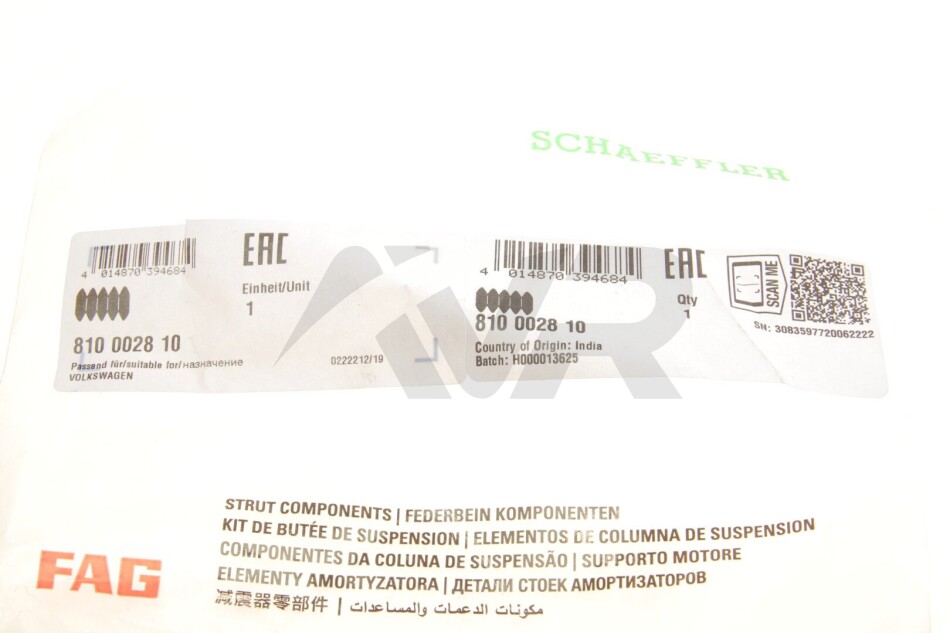 SCHAEFFLER
4 014870 394684
EAC
Einheit/Unit
1
810 0028 10
Passend für/suitable for/назначение
VOLKSWAGEN
0222212/19
4 014870 394684
EAC
Qty
1
810 0028 10
Country of Origin: India
Batch: H000013625
SCAN ME
SN: 3083597720062222
AVR
FAG
STRUT COMPONENTS | FEDERBEIN KOMPONENTEN
KIT DE BUTÉE DE SUSPENSION | ELEMENTOS DE COLUMNA DE SUSPENSION
COMPONENTES DA COLUNA DE SUSPENSÃO | SUPPORTO MOTORE
ELEMENTY AMORTYZATORA | ДЕТАЛИ СТОЕК АМОРТИЗАТОРОВ
减震器零部件 | مكونات الدعمات والمساعدات